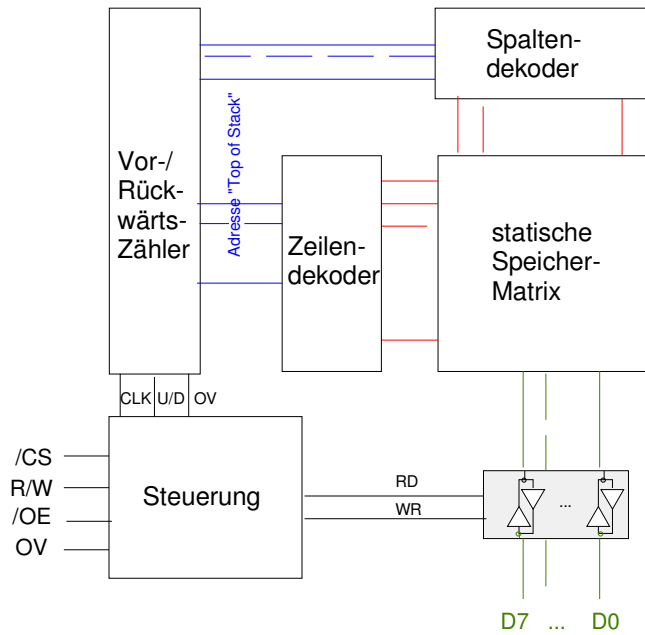 Spalten-
dekoder
Vor-/
Rück-
wärts-
Zähler
Adresse "Top of Stack"
Zeilen-
dekoder
statische
Speicher-
Matrix
CLK U/D OV
/CS
R/W
/OE
OV
Steuerung
RD
WR
...
D7 ... D0